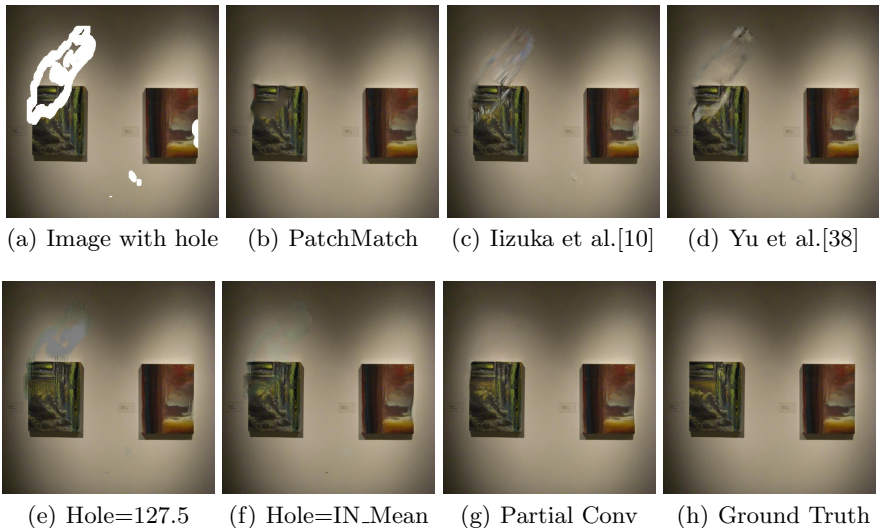 (a) Image with hole
(b) PatchMatch
(c) Iizuka et al.[10]
(d) Yu et al.[38]
(e) Hole=127.5
(f) Hole=IN_Mean
(g) Partial Conv
(h) Ground Truth